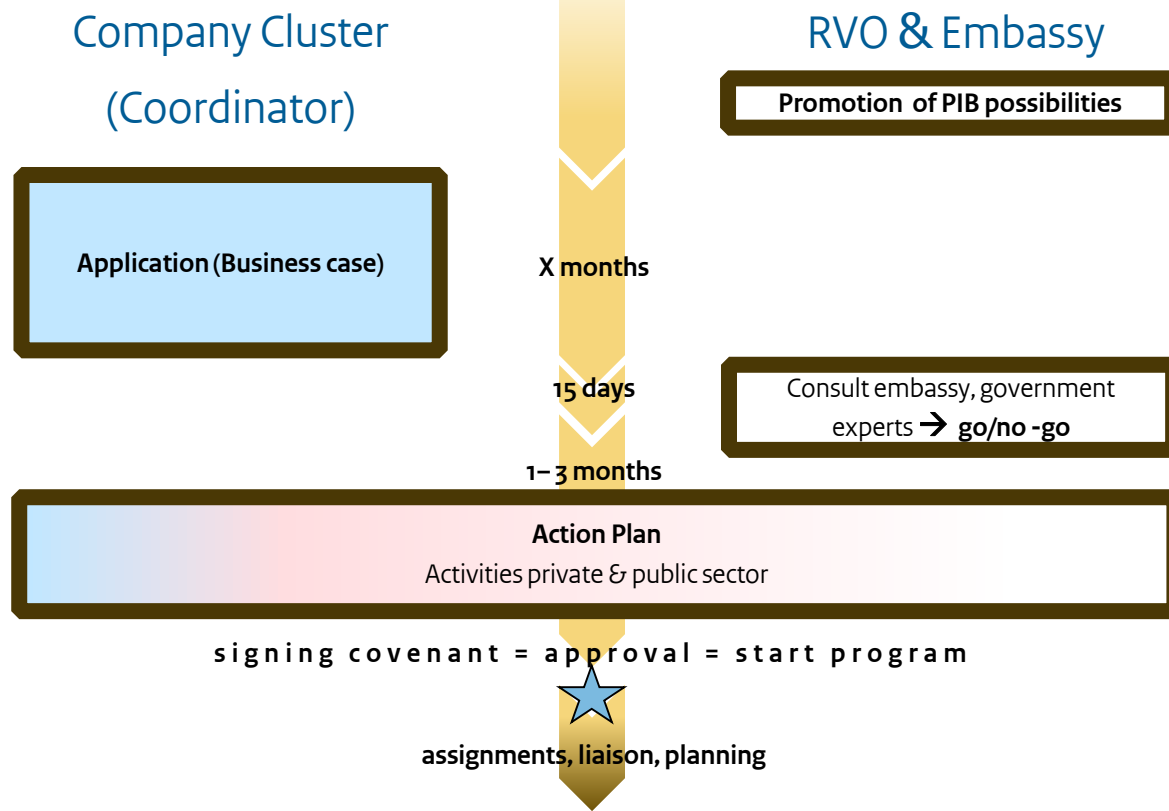 Company Cluster
(Coordinator)
RVO & Embassy
Promotion of PIB possibilities
Application (Business case)
X months
15 days
Consult embassy, government
experts → go/no -go
1– 3 months
Action Plan
Activities private & public sector
signing covenant = approval = start program
assignments, liaison, planning